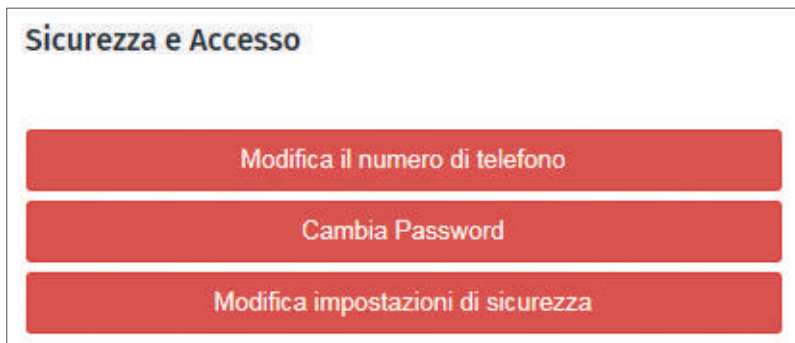 Sicurezza e Accesso
Modifica il numero di telefono
Cambia Password
Modifica impostazioni di sicurezza